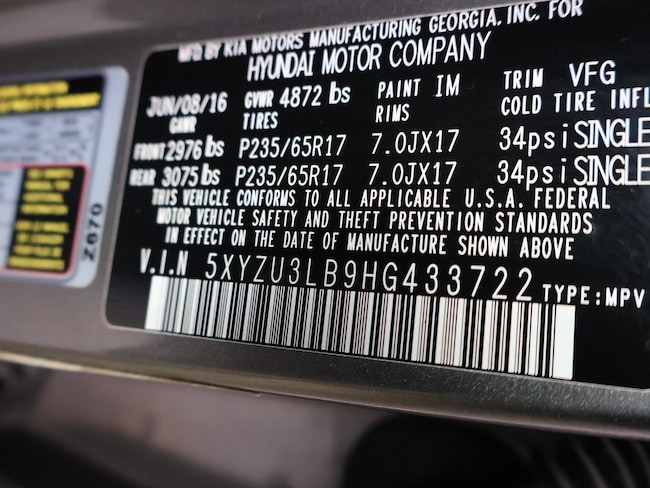 MFD BY KIA MOTORS MANUFACTURING GEORGIA, INC. FOR
HYUNDAI MOTOR COMPANY
JUN/08/16 GVWR 4872 lbs PAINT IM TRIM VFG
GAWR TIRES RIMS COLD TIRE INFL
FRONT 2976 lbs P235/65R17 7.0JX17 34psi SINGLE
REAR 3075 lbs P235/65R17 7.0JX17 34psi SINGLE
THIS VEHICLE CONFORMS TO ALL APPLICABLE U.S.A. FEDERAL
MOTOR VEHICLE SAFETY AND THEFT PREVENTION STANDARDS
IN EFFECT ON THE DATE OF MANUFACTURE SHOWN ABOVE
V.I.N 5XYZU3LB9HG433722 TYPE:MPV
Z870